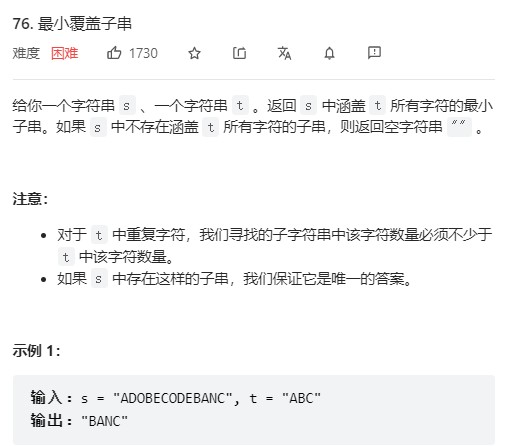 76. 最小覆盖子串
难度 困难 1730
给你一个字符串 s 、一个字符串 t 。返回 s 中涵盖 t 所有字符的最小
子串。如果 s 中不存在涵盖 t 所有字符的子串，则返回空字符串 "" 。
注意：
• 对于 t 中重复字符，我们寻找的子字符串中该字符数量必须不少于
t 中该字符数量。
• 如果 s 中存在这样的子串，我们保证它是唯一的答案。
示例 1：
输入：s = "ADOBECODEBANC", t = "ABC"
输出："BANC"